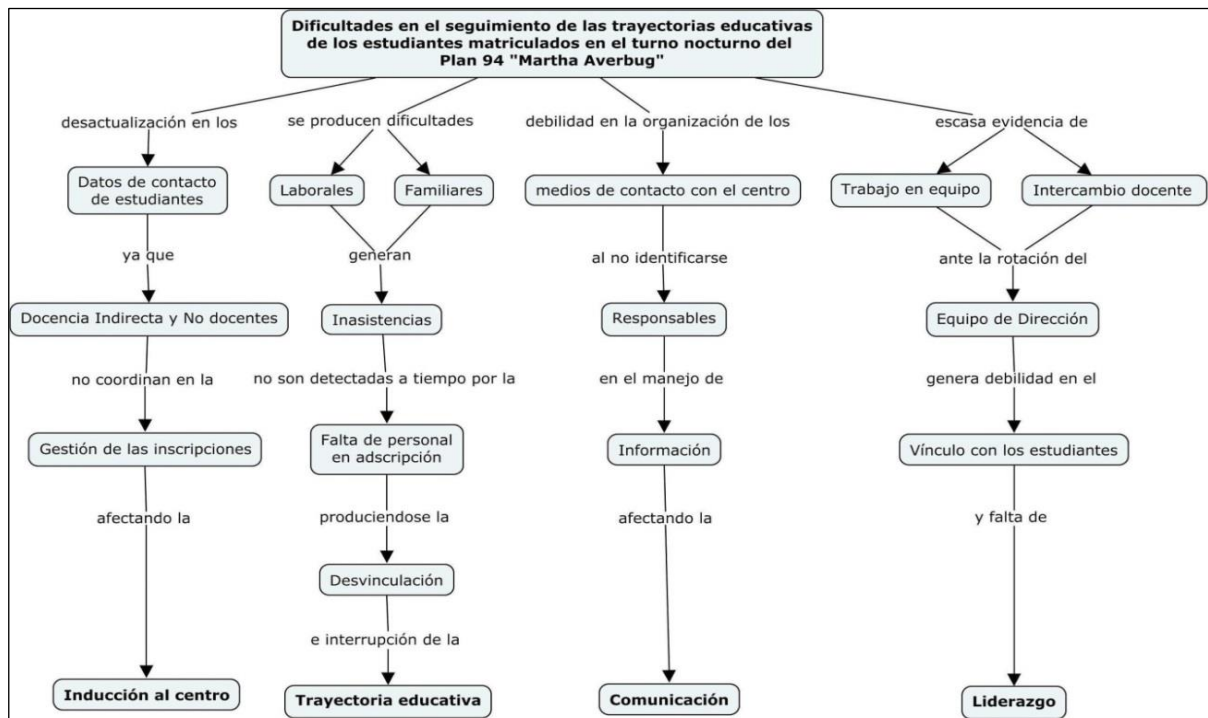 Dificultades en el seguimiento de las trayectorias educativas
de los estudiantes matriculados en el turno nocturno del
Plan 94 "Martha Averbug"
desactualización en los
se producen dificultades
debilidad en la organización de los
escasa evidencia de
Datos de contacto
de estudiantes
Laborales
Familiares
medios de contacto con el centro
Trabajo en equipo
Intercambio docente
ya que
generan
al no identificarse
ante la rotación del
Docencia Indirecta y No docentes
Inasistencias
Responsables
Equipo de Dirección
no coordinan en la
no son detectadas a tiempo por la
en el manejo de
genera debilidad en el
Gestión de las inscripciones
Falta de personal
en adscripción
Información
Vínculo con los estudiantes
afectando la
produciendose la
afectando la
y falta de
Desvinculación
e interrupción de la
Inducción al centro
Trayectoria educativa
Comunicación
Liderazgo